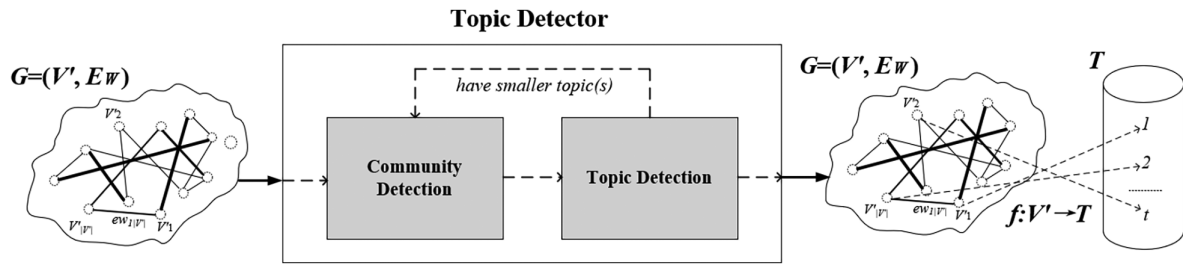 Topic Detector
G=(V', EW)
V'2
V'|V'|
ew1|V'|
V'1
have smaller topic(s)
Community
Detection
Topic Detection
G=(V', EW)
V'2
V'|V'|
ew1|V'|
V'1
f:V'→T
T
1
2
..........
t